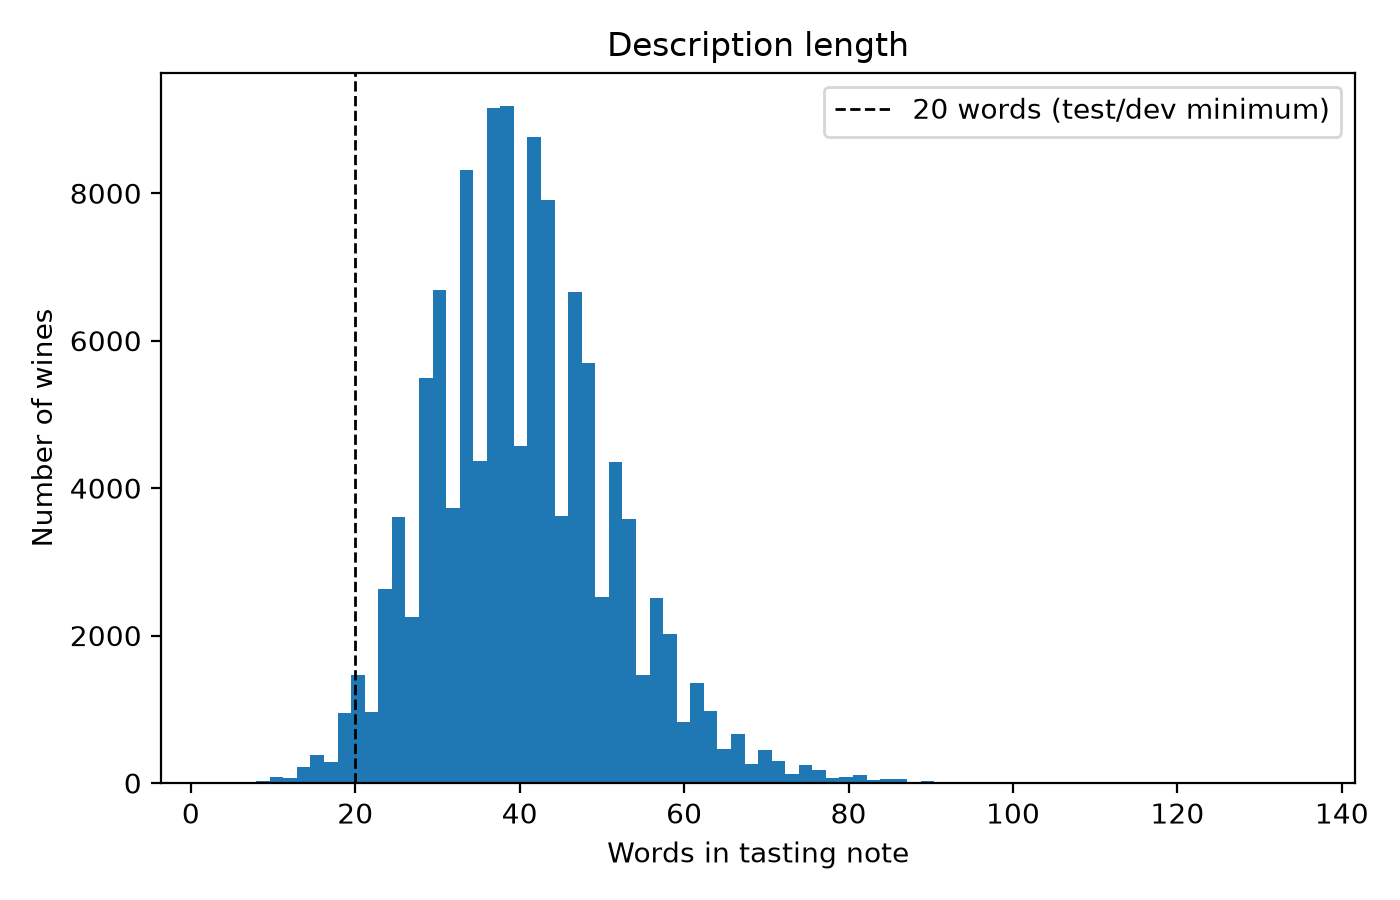 Description length
20 words (test/dev minimum)
Number of wines
8000
6000
4000
2000
0
0 20 40 60 80 100 120 140
Words in tasting note